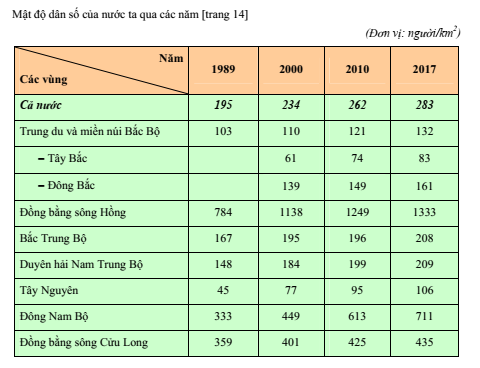 Mật độ dân số của nước ta qua các năm [trang 14]
(Đơn vị: người/km²)
Năm
Các vùng
1989 2000 2010 2017
Cả nước 195 234 262 283
Trung du và miền núi Bắc Bộ 103 110 121 132
– Tây Bắc 61 74 83
– Đông Bắc 139 149 161
Đồng bằng sông Hồng 784 1138 1249 1333
Bắc Trung Bộ 167 195 196 208
Duyên hải Nam Trung Bộ 148 184 199 209
Tây Nguyên 45 77 95 106
Đông Nam Bộ 333 449 613 711
Đồng bằng sông Cửu Long 359 401 425 435